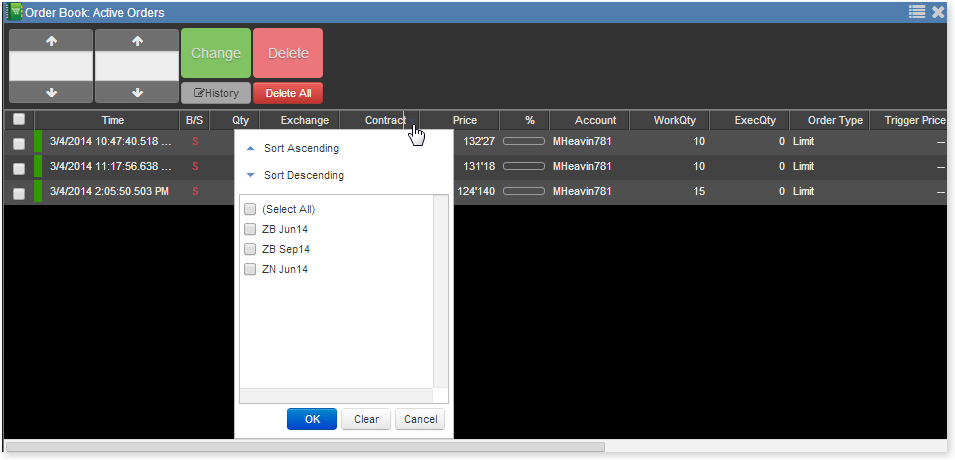 Order Book: Active Orders
Change
Delete
History
Delete All
Time B/S Qty Exchange Contract Price % Account WorkQty ExecQty Order Type Trigger Price
3/4/2014 10:47:40.518 ... S 132'27 MHeavin781 10 0 Limit --
3/4/2014 11:17:56.638 ... S 131'18 MHeavin781 10 0 Limit --
3/4/2014 2:05:50.503 PM S 124'140 MHeavin781 15 0 Limit --
Sort Ascending
Sort Descending
(Select All)
ZB Jun14
ZB Sep14
ZN Jun14
OK Clear Cancel